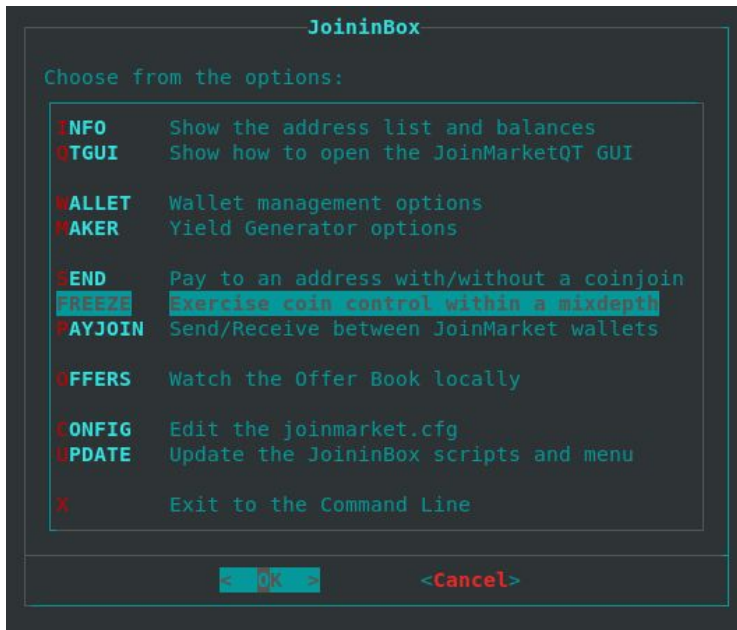 JoininBox
Choose from the options:
INFO Show the address list and balances
QTGUI Show how to open the JoinMarketQT GUI
WALLET Wallet management options
MAKER Yield Generator options
SEND Pay to an address with/without a coinjoin
FREEZE Exercise coin control within a mixdepth
PAYJOIN Send/Receive between JoinMarket wallets
OFFERS Watch the Offer Book locally
CONFIG Edit the joinmarket.cfg
UPDATE Update the JoininBox scripts and menu
X Exit to the Command Line
< OK > <Cancel>